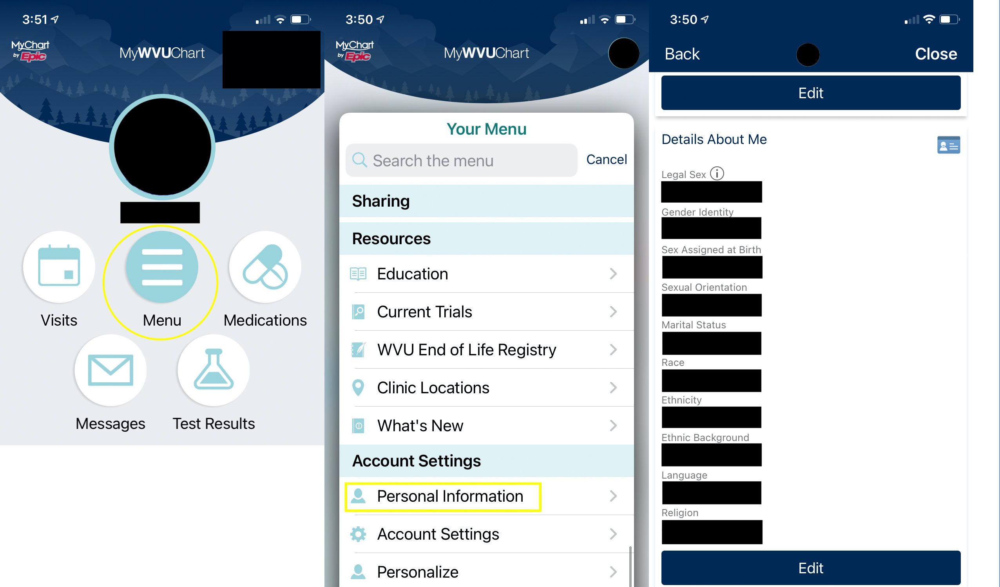 3:51
MyChart
by Epic
MyWVUChart
Visits
Menu
Medications
Messages
Test Results
3:50
MyChart
by Epic
MyWVUChart
Your Menu
Search the menu
Cancel
Sharing
Resources
Education
Current Trials
WVU End of Life Registry
Clinic Locations
What's New
Account Settings
Personal Information
Account Settings
Personalize
3:50
Back
Close
Edit
Details About Me
Legal Sex
Gender Identity
Sex Assigned at Birth
Sexual Orientation
Marital Status
Race
Ethnicity
Ethnic Background
Language
Religion
Edit